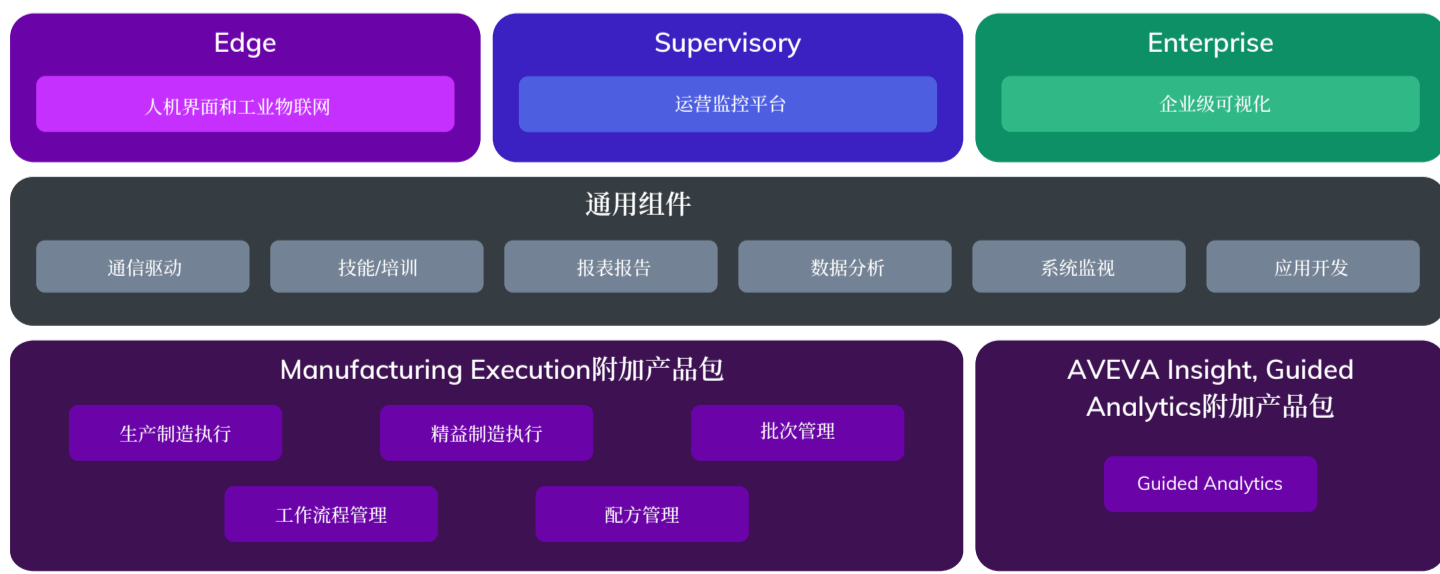 Edge
人机界面和工业物联网
Supervisory
运营监控平台
Enterprise
企业级可视化
通用组件
通信驱动
技能/培训
报表报告
数据分析
系统监视
应用开发
Manufacturing Execution附加产品包
生产制造执行
精益制造执行
批次管理
工作流程管理
配方管理
AVEVA Insight, Guided
Analytics附加产品包
Guided Analytics